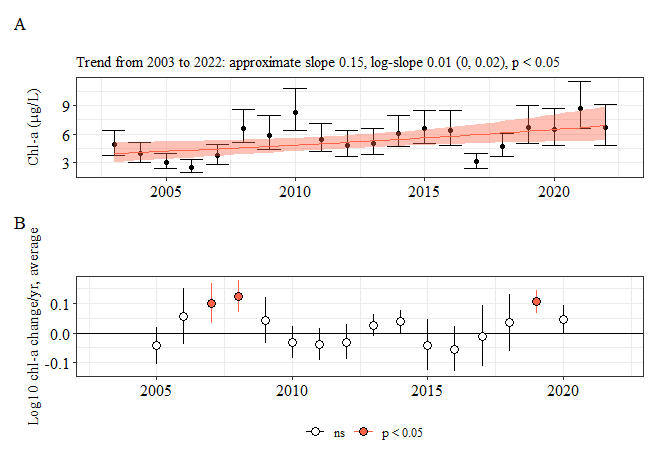 A
Trend from 2003 to 2022: approximate slope 0.15, log-slope 0.01 (0, 0.02), p < 0.05
Chl-a (μg/L)
9
6
3
2005 2010 2015 2020
B
Log10 chl-a change/yr, average
0.1
0.0
-0.1
2005 2010 2015 2020
ns p < 0.05